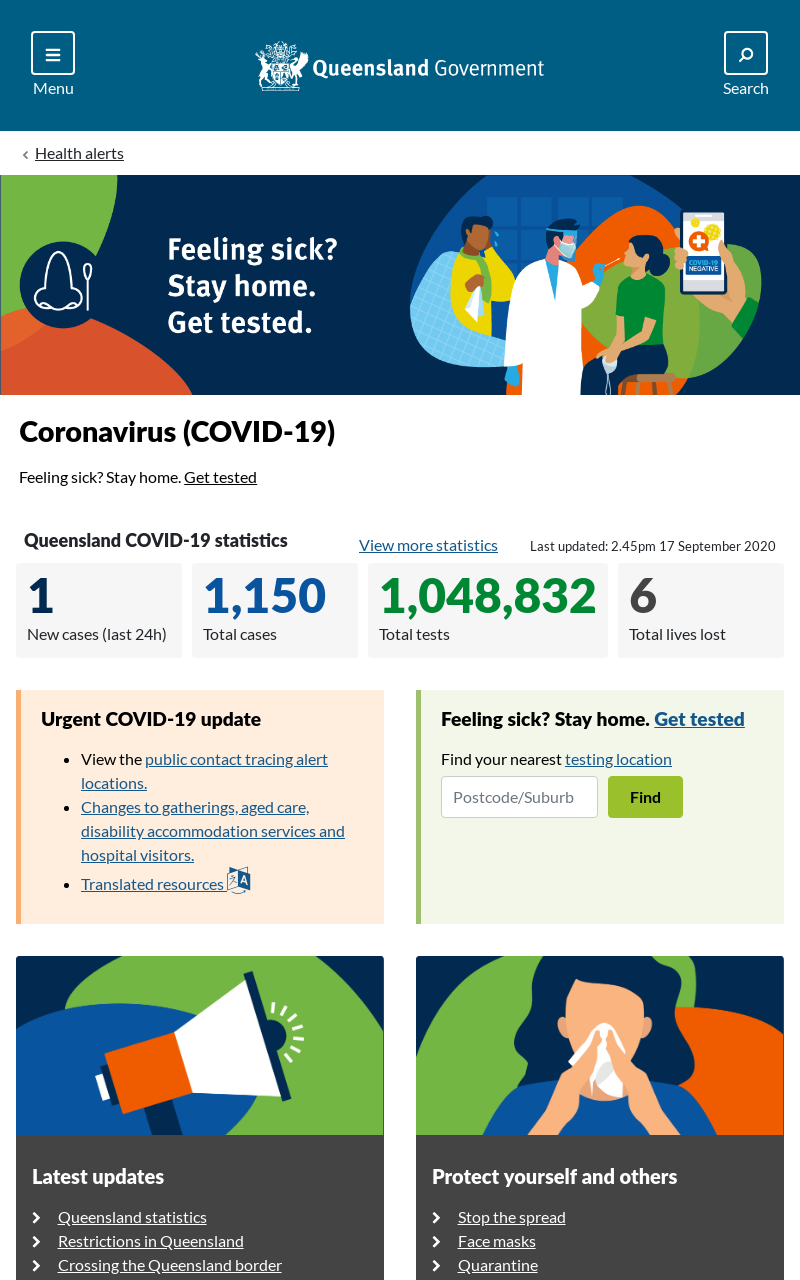 Menu
Queensland Government
Search
Health alerts
Feeling sick?
Stay home.
Get tested.
COVID-19
NEGATIVE
Coronavirus (COVID-19)
Feeling sick? Stay home. Get tested
Queensland COVID-19 statistics
View more statistics
Last updated: 2.45pm 17 September 2020
1
New cases (last 24h)
1,150
Total cases
1,048,832
Total tests
6
Total lives lost
Urgent COVID-19 update
View the public contact tracing alert
locations.
Changes to gatherings, aged care,
disability accommodation services and
hospital visitors.
Translated resources
Feeling sick? Stay home. Get tested
Find your nearest testing location
Postcode/Suburb
Find
Latest updates
Queensland statistics
Restrictions in Queensland
Crossing the Queensland border
Protect yourself and others
Stop the spread
Face masks
Quarantine